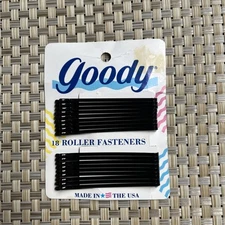 goody
18 ROLLER FASTENERS
MADE IN THE USA